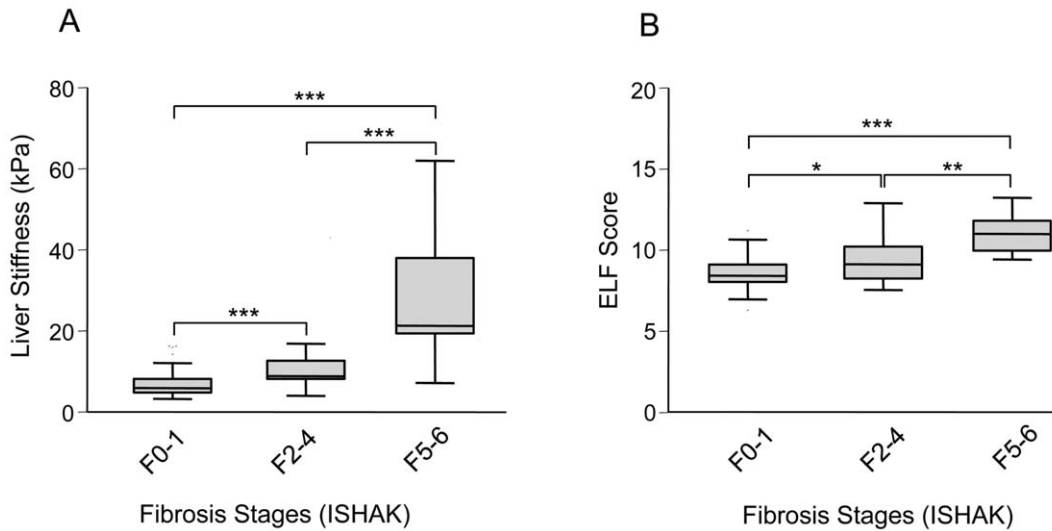 A
Liver Stiffness (kPa)
80
60
40
20
0
***
***
***
F0-1
F2-4
F5-6
Fibrosis Stages (ISHAK)
B
ELF Score
20
15
10
5
0
***
*
**
F0-1
F2-4
F5-6
Fibrosis Stages (ISHAK)